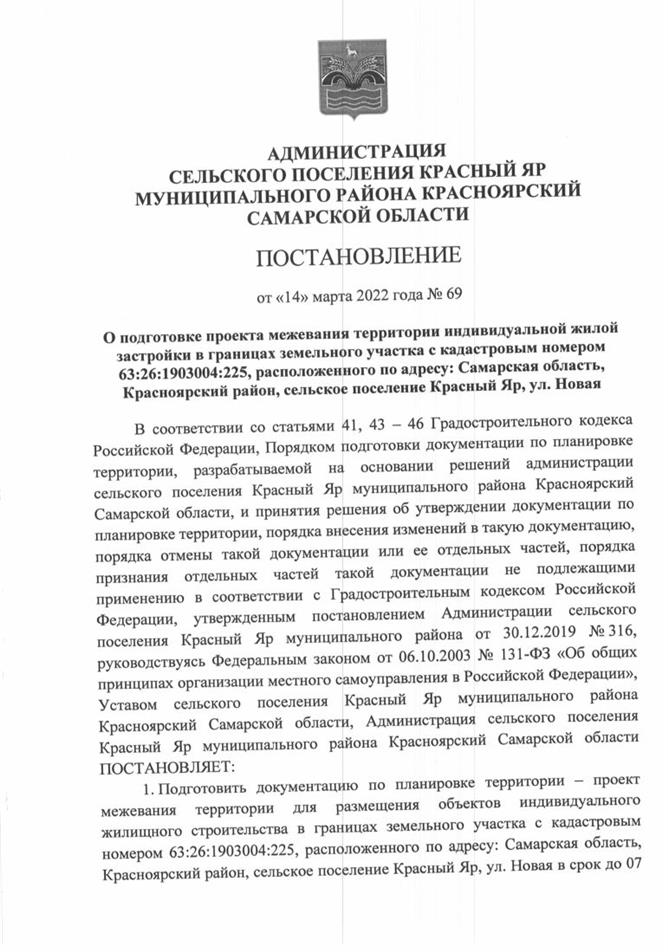 АДМИНИСТРАЦИЯ
СЕЛЬСКОГО ПОСЕЛЕНИЯ КРАСНЫЙ ЯР
МУНИЦИПАЛЬНОГО РАЙОНА КРАСНОЯРСКИЙ
САМАРСКОЙ ОБЛАСТИ
ПОСТАНОВЛЕНИЕ
от «14» марта 2022 года № 69
О подготовке проекта межевания территории индивидуальной жилой
застройки в границах земельного участка с кадастровым номером
63:26:1903004:225, расположенного по адресу: Самарская область,
Красноярский район, сельское поселение Красный Яр, ул. Новая
В соответствии со статьями 41, 43 – 46 Градостроительного кодекса
Российской Федерации, Порядком подготовки документации по планировке
территории, разрабатываемой на основании решений администрации
сельского поселения Красный Яр муниципального района Красноярский
Самарской области, и принятия решения об утверждении документации по
планировке территории, порядка внесения изменений в такую документацию,
порядка отмены такой документации или ее отдельных частей, порядка
признания отдельных частей такой документации не подлежащими
применению в соответствии с Градостроительным кодексом Российской
Федерации, утвержденным постановлением Администрации сельского
поселения Красный Яр муниципального района от 30.12.2019 № 316,
руководствуясь Федеральным законом от 06.10.2003 № 131-ФЗ «Об общих
принципах организации местного самоуправления в Российской Федерации»,
Уставом сельского поселения Красный Яр муниципального района
Красноярский Самарской области, Администрация сельского поселения
Красный Яр муниципального района Красноярский Самарской области
ПОСТАНОВЛЯЕТ:
1. Подготовить документацию по планировке территории – проект
межевания территории для размещения объектов индивидуального
жилищного строительства в границах земельного участка с кадастровым
номером 63:26:1903004:225, расположенного по адресу: Самарская область,
Красноярский район, сельское поселение Красный Яр, ул. Новая в срок до 07